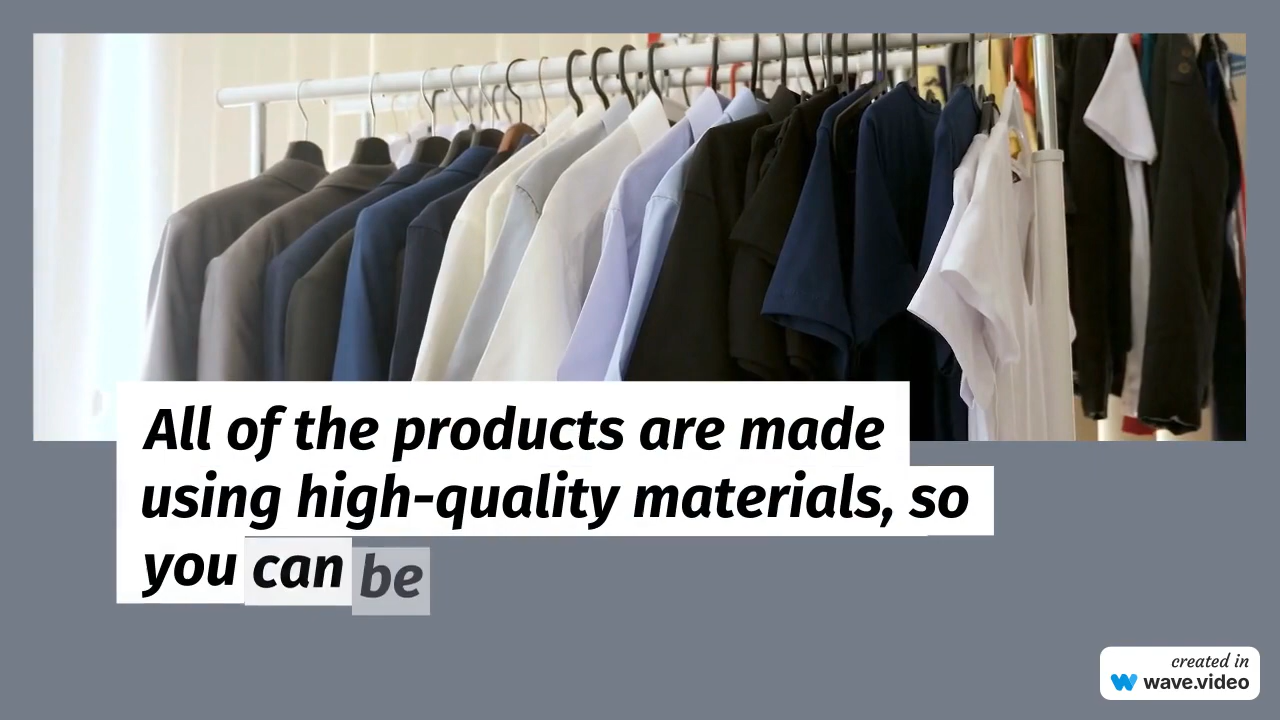 All of the products are made
using high-quality materials, so
you can be
created in
wave.video